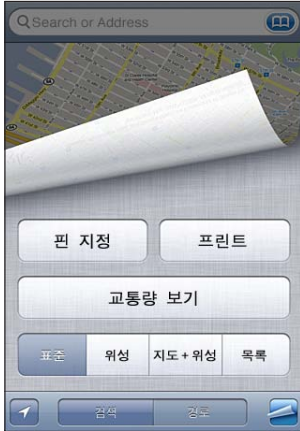 Search or Address
핀 지정
프린트
교통량 보기
표준
위성
지도+위성
목록
검색
경로